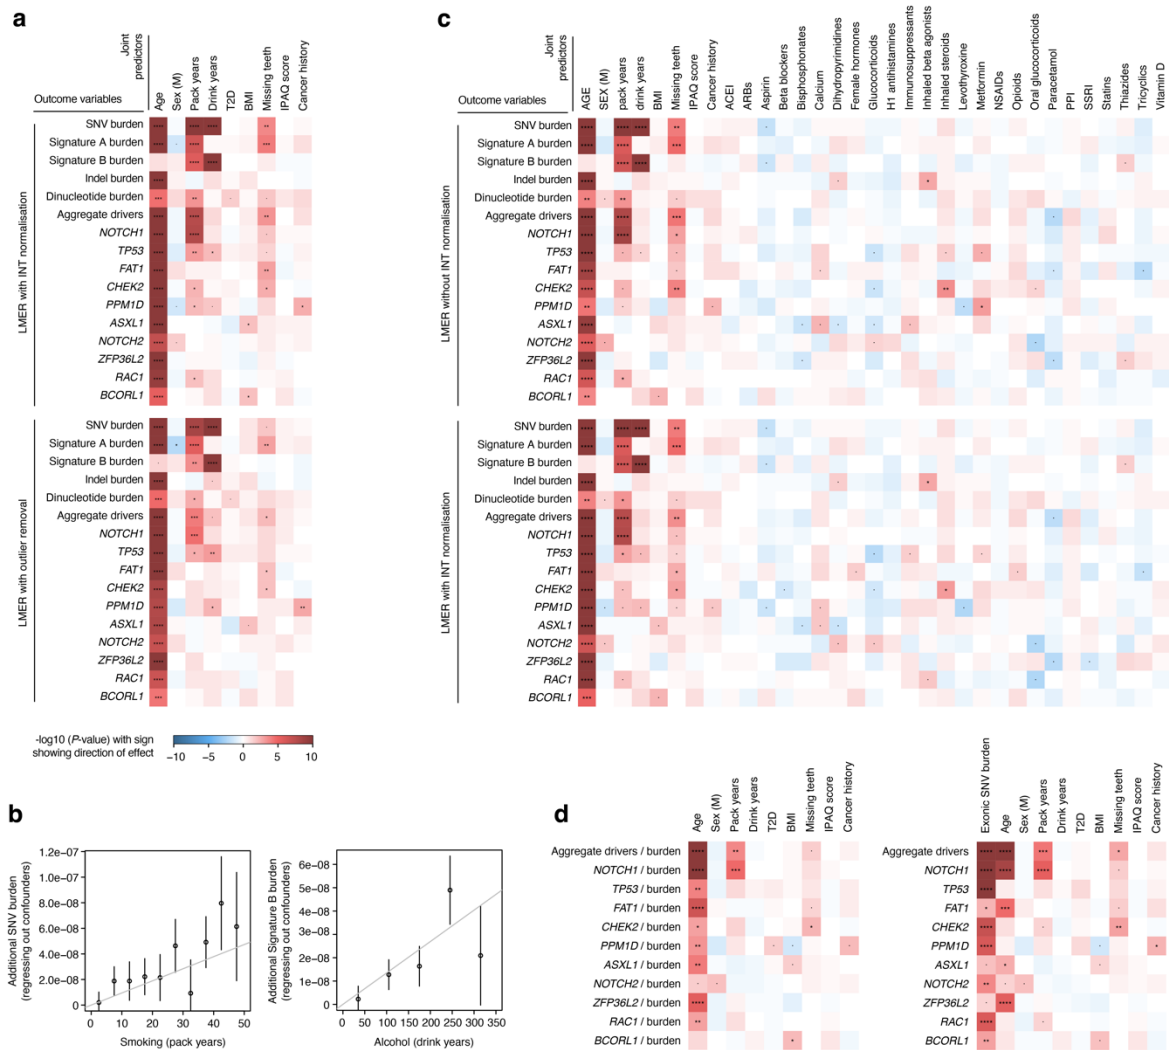 a
Joint predictors
Outcome variables
Age
Sex (M)
Pack years
Drink years
T2D
BMI
Missing teeth
IPAQ score
Cancer history
LMER with INT normalisation
SNV burden
Signature A burden
Signature B burden
Indel burden
Dinucleotide burden
Aggregate drivers
NOTCH1
TP53
FAT1
CHEK2
PPM1D
ASXL1
NOTCH2
ZFP36L2
RAC1
BCORL1
LMER with outlier removal
SNV burden
Signature A burden
Signature B burden
Indel burden
Dinucleotide burden
Aggregate drivers
NOTCH1
TP53
FAT1
CHEK2
PPM1D
ASXL1
NOTCH2
ZFP36L2
RAC1
BCORL1
-log10 (P-value) with sign
showing direction of effect
−10 −5 0 5 10
c
Joint predictors
Outcome variables
AGE
SEX (M)
pack years
drink years
BMI
Missing teeth
IPAQ score
Cancer history
ACEI
ARBs
Aspirin
Beta blockers
Bisphosphonates
Calcium
Dihydropyrimidines
Female hormones
Glucocorticoids
H1 antihistamines
Immunosuppressants
Inhaled beta agonists
Inhaled steroids
Levothyroxine
Metformin
NSAIDs
Opioids
Oral glucocorticoids
Paracetamol
PPI
SSRI
Statins
Thiazides
Tricyclics
Vitamin D
LMER without INT normalisation
SNV burden
Signature A burden
Signature B burden
Indel burden
Dinucleotide burden
Aggregate drivers
NOTCH1
TP53
FAT1
CHEK2
PPM1D
ASXL1
NOTCH2
ZFP36L2
RAC1
BCORL1
LMER with INT normalisation
SNV burden
Signature A burden
Signature B burden
Indel burden
Dinucleotide burden
Aggregate drivers
NOTCH1
TP53
FAT1
CHEK2
PPM1D
ASXL1
NOTCH2
ZFP36L2
RAC1
BCORL1
b
Additional SNV burden
(regressing out confounders)
1.2e−07
1.0e−07
8.0e−08
6.0e−08
4.0e−08
2.0e−08
0
0 10 20 30 40 50
Smoking (pack years)
Additional Signature B burden
(regressing out confounders)
6e−08
5e−08
4e−08
3e−08
2e−08
1e−08
0
0 50 100 150 200 250 300 350
Alcohol (drink years)
d
Age
Sex (M)
Pack years
Drink years
T2D
BMI
Missing teeth
IPAQ score
Cancer history
Aggregate drivers / burden
NOTCH1 / burden
TP53 / burden
FAT1 / burden
CHEK2 / burden
PPM1D / burden
ASXL1 / burden
NOTCH2 / burden
ZFP36L2 / burden
RAC1 / burden
BCORL1 / burden
Exonic SNV burden
Age
Sex (M)
Pack years
Drink years
T2D
BMI
Missing teeth
IPAQ score
Cancer history
Aggregate drivers
NOTCH1
TP53
FAT1
CHEK2
PPM1D
ASXL1
NOTCH2
ZFP36L2
RAC1
BCORL1